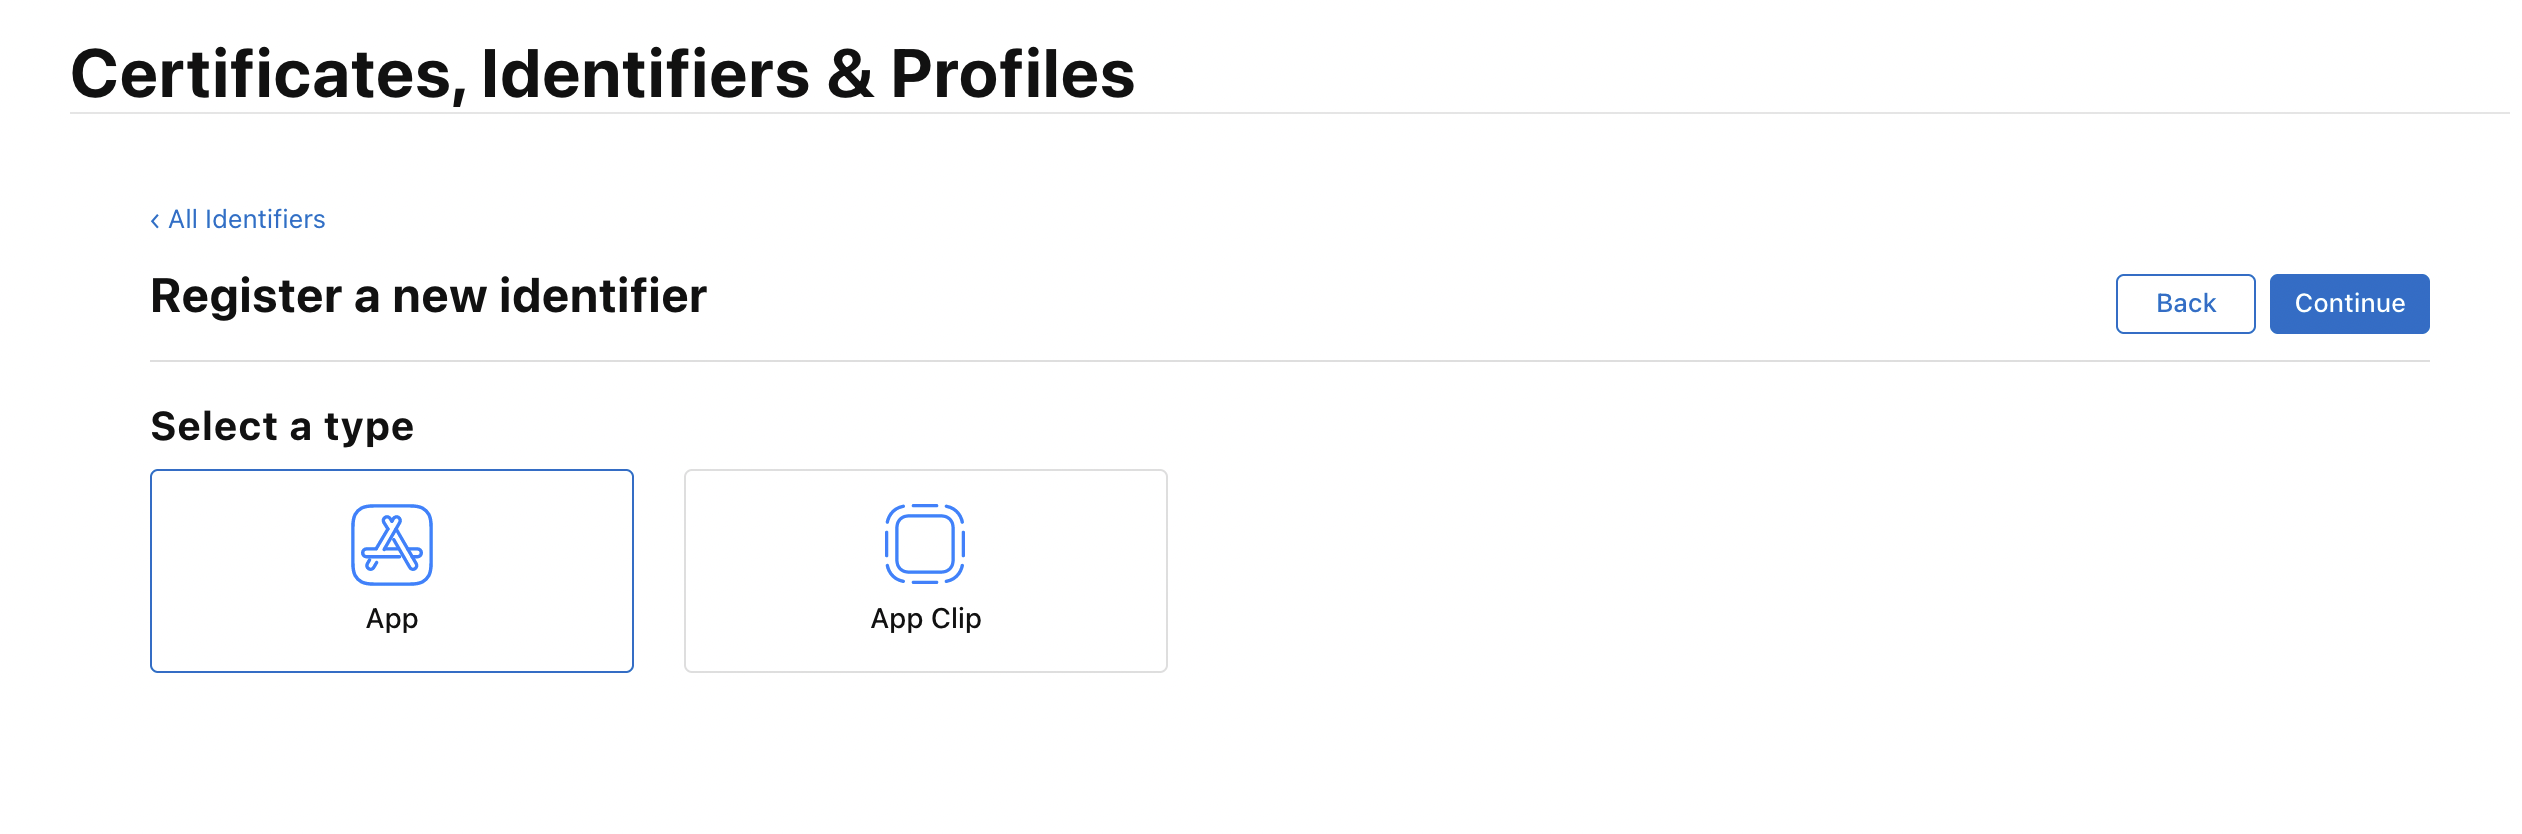 Certificates, Identifiers & Profiles
‹ All Identifiers
Register a new identifier
Back
Continue
Select a type
App
App Clip